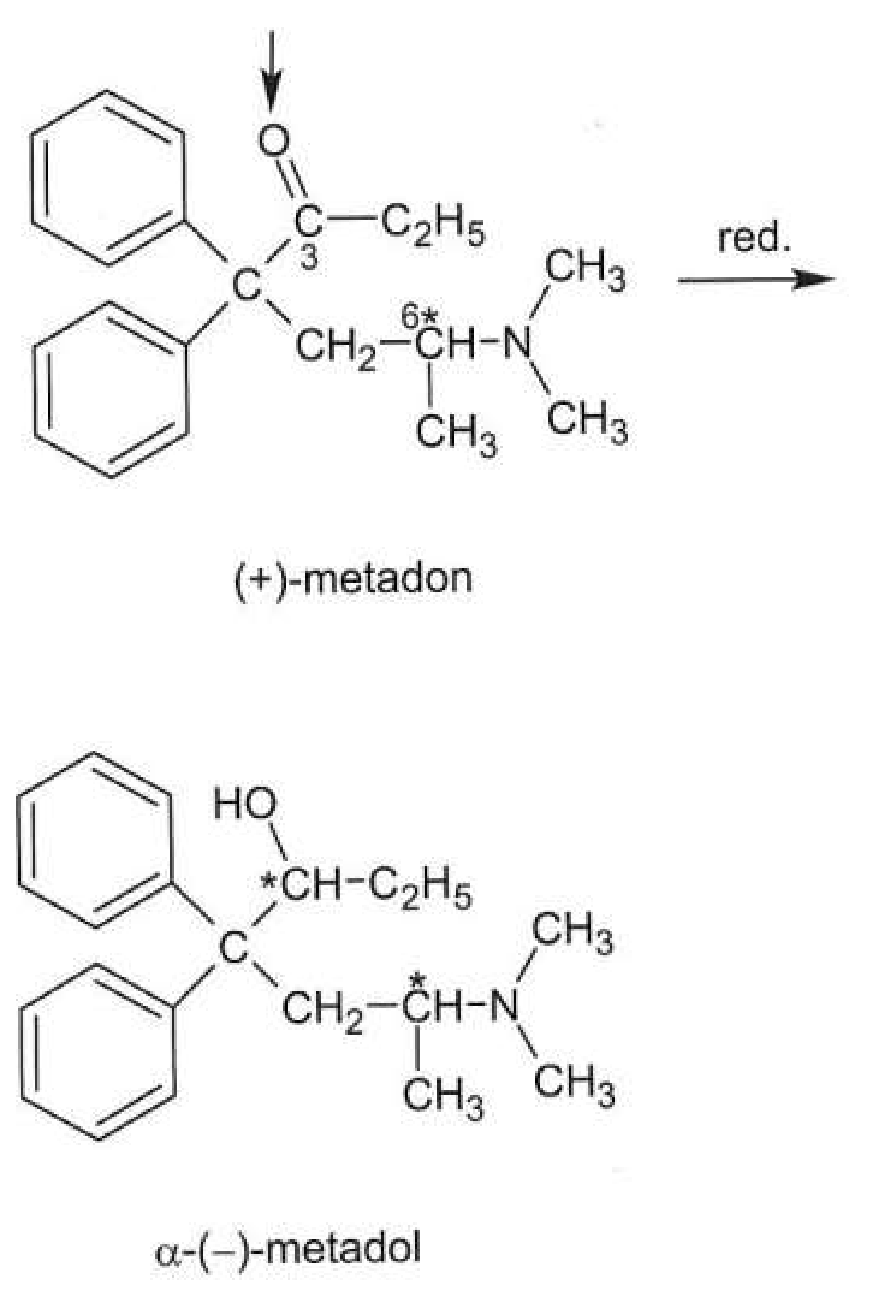 O
C—C₂H₅
3
red.
CH₃
C
6*
CH₂—CH—N
CH₃
CH₃
(+)-metadon
HO
*CH–C₂H₅
CH₃
C
*
CH₂—CH—N
CH₃
CH₃
α-(–)-metadol